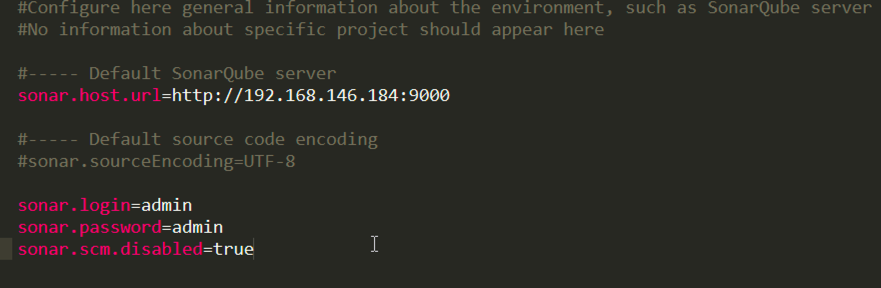 #Configure here general information about the environment, such as SonarQube server
#No information about specific project should appear here
#----- Default SonarQube server
sonar.host.url=http://192.168.146.184:9000
#----- Default source code encoding
#sonar.sourceEncoding=UTF-8
sonar.login=admin
sonar.password=admin
sonar.scm.disabled=true